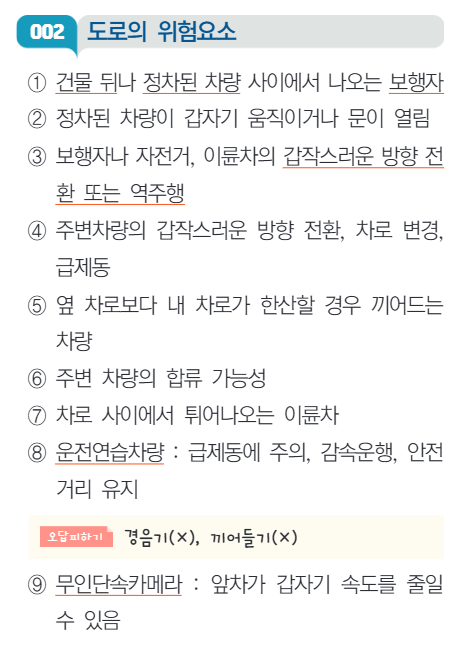 002 도로의 위험요소
① 건물 뒤나 정차된 차량 사이에서 나오는 보행자
② 정차된 차량이 갑자기 움직이거나 문이 열림
③ 보행자나 자전거, 이륜차의 갑작스러운 방향 전
환 또는 역주행
④ 주변차량의 갑작스러운 방향 전환, 차로 변경,
급제동
⑤ 옆 차로보다 내 차로가 한산할 경우 끼어드는
차량
⑥ 주변 차량의 합류 가능성
⑦ 차로 사이에서 튀어나오는 이륜차
⑧ 운전연습차량 : 급제동에 주의, 감속운행, 안전
거리 유지
오답피하기 경음기(×), 끼어들기(×)
⑨ 무인단속카메라 : 앞차가 갑자기 속도를 줄일
수 있음